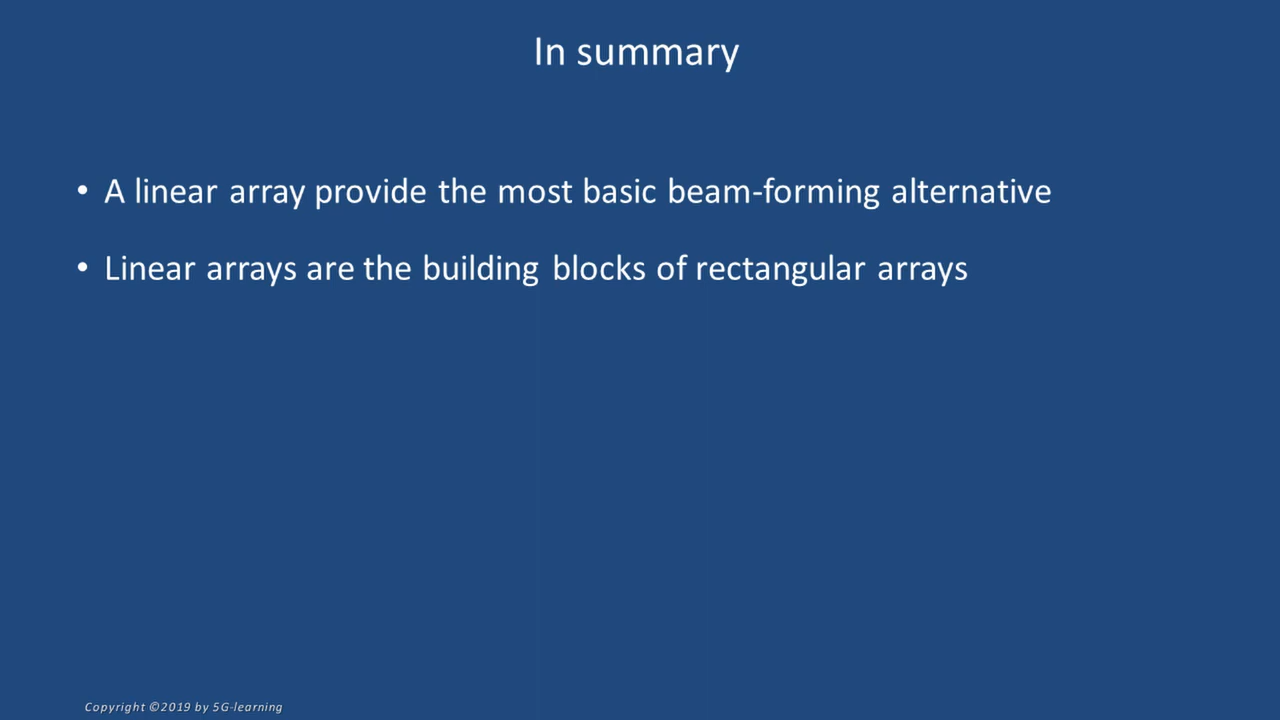 In summary
• A linear array provide the most basic beam-forming alternative
• Linear arrays are the building blocks of rectangular arrays
Copyright ©2019 by 5G-learning